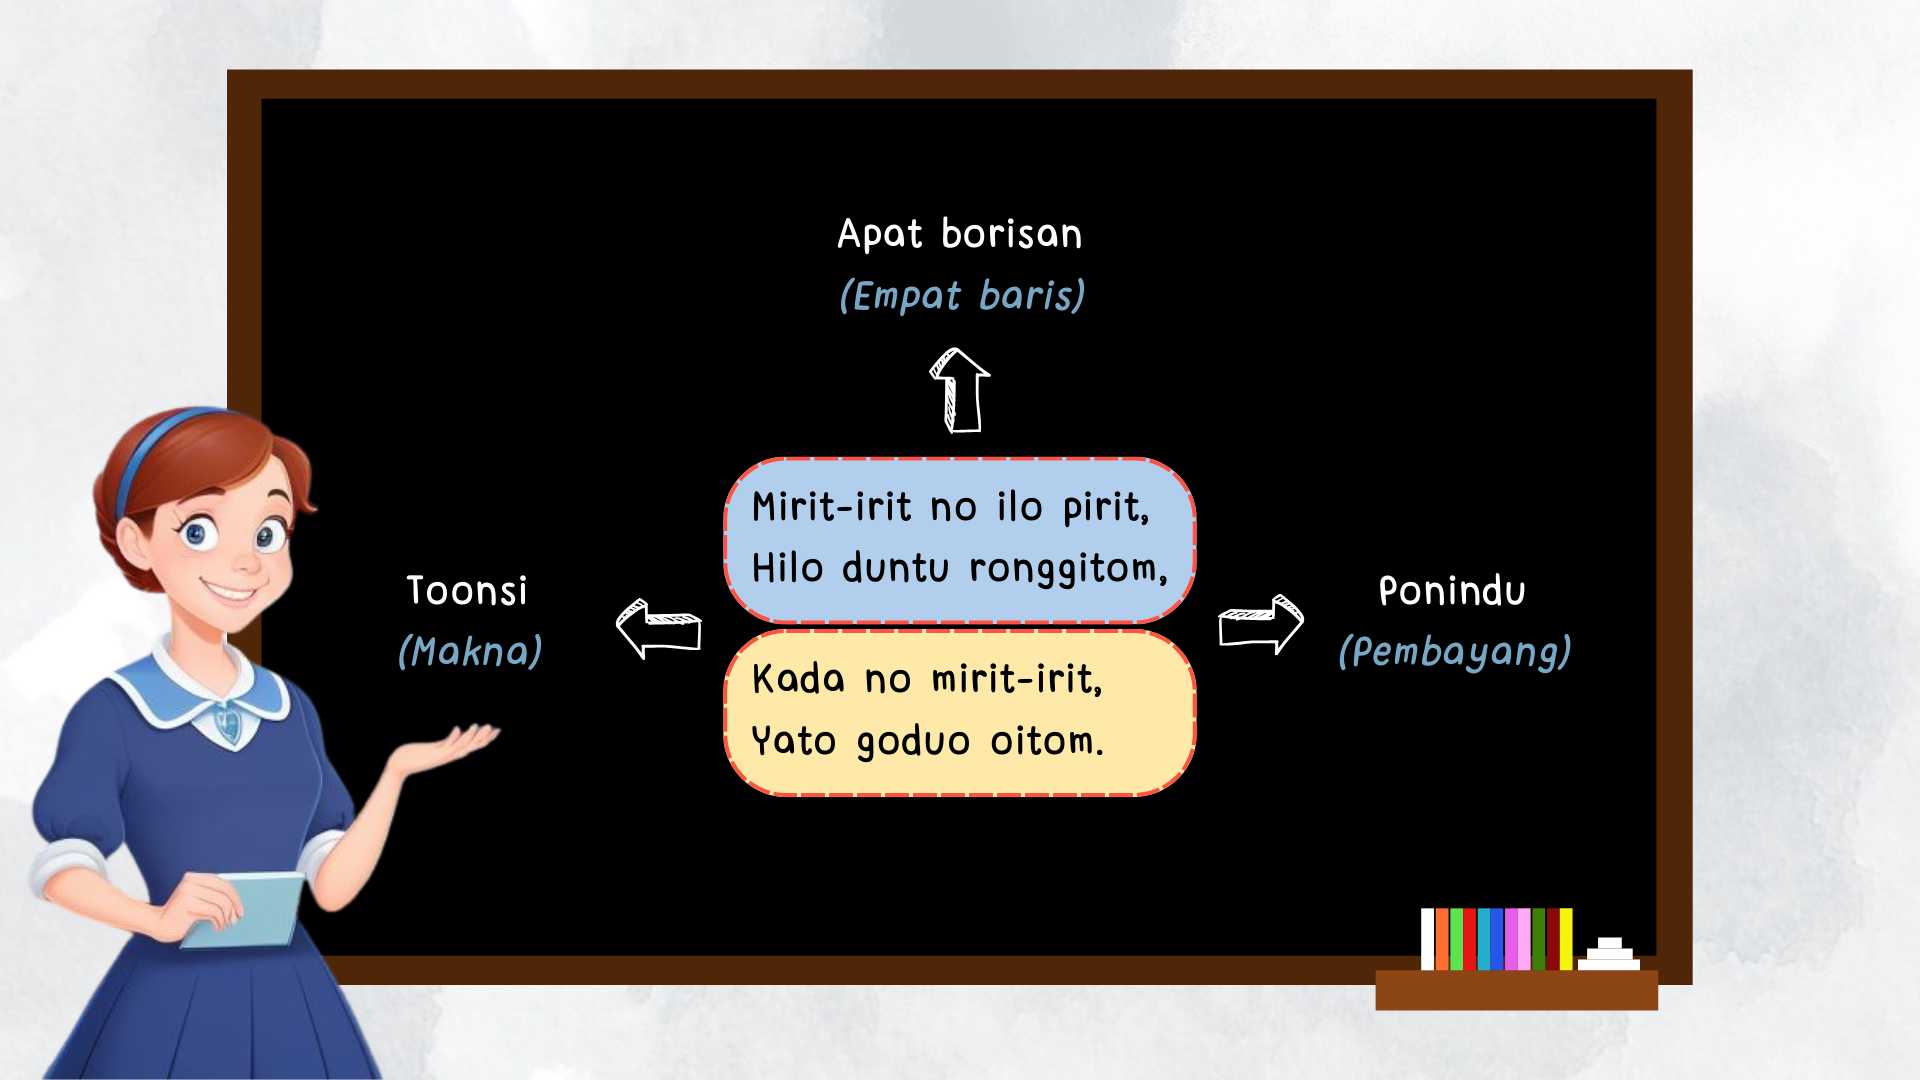 Apat borisan
(Empat baris)
Mirit-irit no ilo pirit,
Hilo duntu ronggitom,
Toonsi
(Makna)
Ponindu
(Pembayang)
Kada no mirit-irit,
Yato goduo oitom.